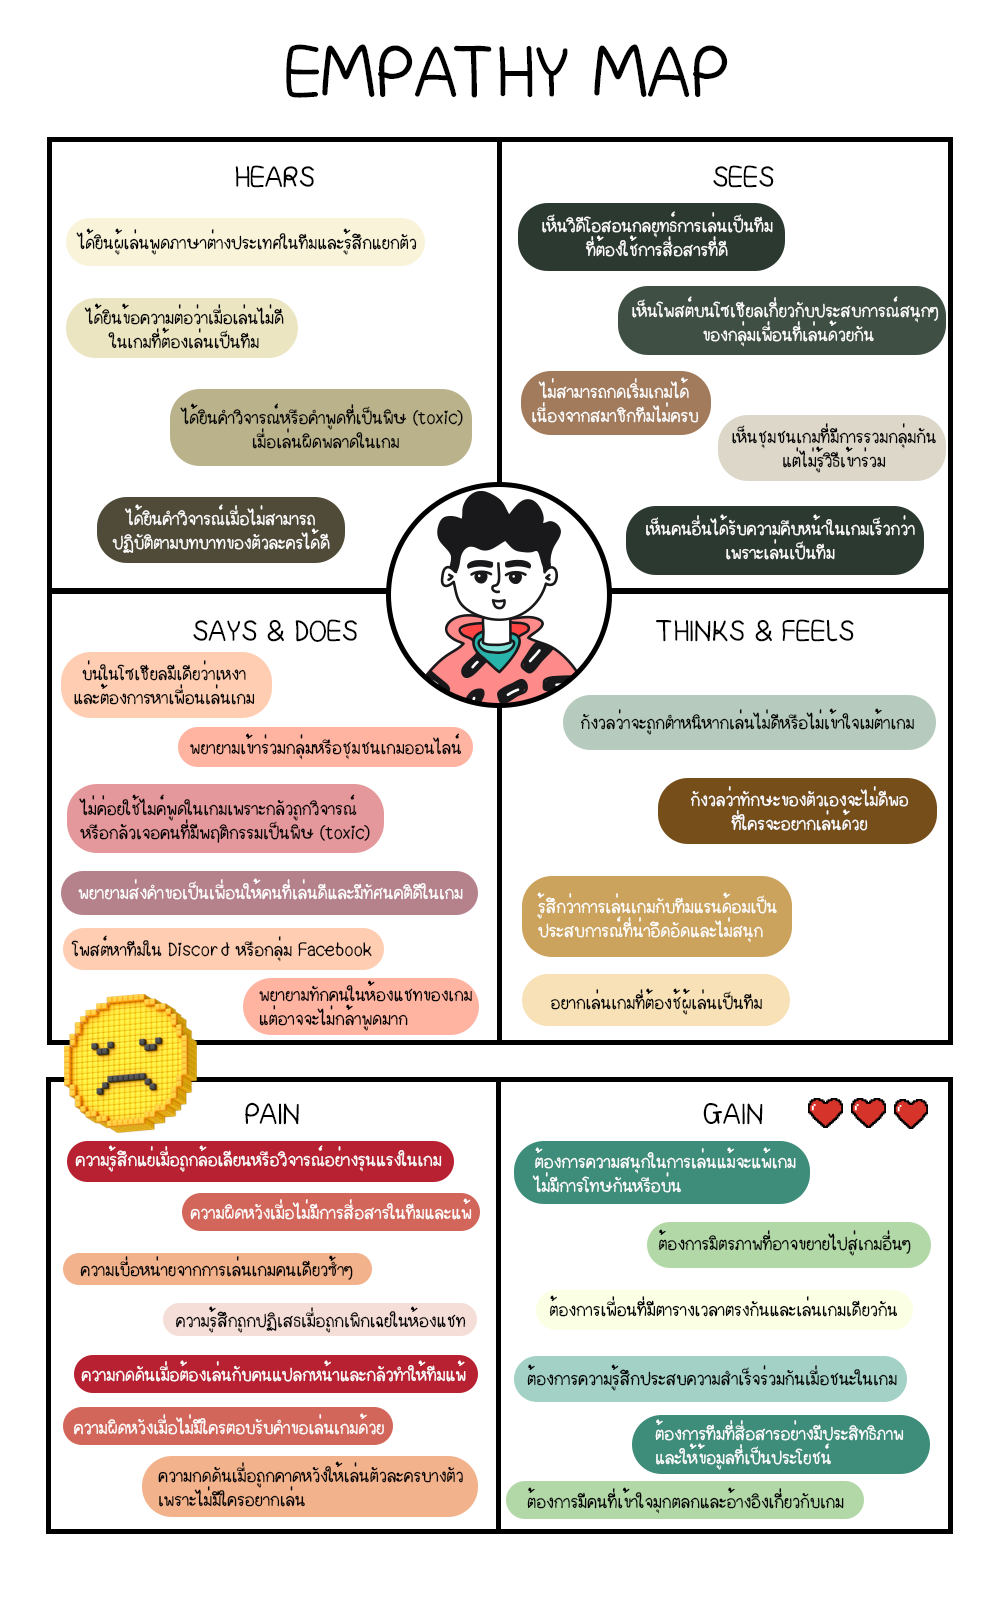 EMPATHY MAP
HEARS
ได้ยินผู้เล่นพูดภาษาต่างประเทศในทีมและรู้สึกแยกตัว
ได้ยินข้อความต่อว่าเมื่อเล่นไม่ดี
ในเกมที่ต้องเล่นเป็นทีม
ได้ยินคำวิจารณ์หรือคำพูดที่เป็นพิษ (toxic)
เมื่อเล่นผิดพลาดในเกม
ได้ยินคำวิจารณ์เมื่อไม่สามารถ
ปฏิบัติตามบทบาทของตัวละครได้ดี
SEES
เห็นวิดีโอสอนกลยุทธ์การเล่นเป็นทีม
ที่ต้องใช้การสื่อสารที่ดี
เห็นโพสต์บนโซเชียลเกี่ยวกับประสบการณ์สนุกๆ
ของกลุ่มเพื่อนที่เล่นด้วยกัน
ไม่สามารถกดเริ่มเกมได้
เนื่องจากสมาชิกทีมไม่ครบ
เห็นชุมชนเกมที่มีการรวมกลุ่มกัน
แต่ไม่รู้วิธีเข้าร่วม
เห็นคนอื่นได้รับความคืบหน้าในเกมเร็วกว่า
เพราะเล่นเป็นทีม
SAYS & DOES
บ่นในโซเชียลมีเดียว่าเหงา
และต้องการหาเพื่อนเล่นเกม
พยายามเข้าร่วมกลุ่มหรือชุมชนเกมออนไลน์
ไม่ค่อยใช้ไมค์พูดในเกมเพราะกลัวถูกวิจารณ์
หรือกลัวเจอคนที่มีพฤติกรรมเป็นพิษ (toxic)
พยายามส่งคำขอเป็นเพื่อนให้คนที่เล่นดีและมีทัศนคติดีในเกม
โพสต์หาทีมใน Discord หรือกลุ่ม Facebook
พยายามทักคนในห้องแชทของเกม
แต่อาจจะไม่กล้าพูดมาก
THINKS & FEELS
กังวลว่าจะถูกตำหนิหากเล่นไม่ดีหรือไม่เข้าใจเมต้าเกม
กังวลว่าทักษะของตัวเองจะไม่ดีพอ
ที่ใครจะอยากเล่นด้วย
รู้สึกว่าการเล่นเกมกับทีมแรนด้อมเป็น
ประสบการณ์ที่น่าอึดอัดและไม่สนุก
อยากเล่นเกมที่ต้องช้ผู้เล่นเป็นทีม
PAIN
ความรู้สึกแย่เมื่อถูกล้อเลียนหรือวิจารณ์อย่างรุนแรงในเกม
ความผิดหวังเมื่อไม่มีการสื่อสารในทีมและแพ้
ความเบื่อหน่ายจากการเล่นเกมคนเดียวซ้ำๆ
ความรู้สึกถูกปฏิเสธเมื่อถูกเพิกเฉยในห้องแชท
ความกดดันเมื่อต้องเล่นกับคนแปลกหน้าและกลัวทำให้ทีมแพ้
ความผิดหวังเมื่อไม่มีใครตอบรับคำขอเล่นเกมด้วย
ความกดดันเมื่อถูกคาดหวังให้เล่นตัวละครบางตัว
เพราะไม่มีใครอยากเล่น
GAIN
ต้องการความสนุกในการเล่นแม้จะแพ้เกม
ไม่มีการโทษกันหรือบ่น
ต้องการมิตรภาพที่อาจขยายไปสู่เกมอื่นๆ
ต้องการเพื่อนที่มีตารางเวลาตรงกันและเล่นเกมเดียวกัน
ต้องการความรู้สึกประสบความสำเร็จร่วมกันเมื่อชนะในเกม
ต้องการทีมที่สื่อสารอย่างมีประสิทธิภาพ
และให้ข้อมูลที่เป็นประโยชน์
ต้องการมีคนที่เข้าใจมุกตลกและอ้างอิงเกี่ยวกับเกม